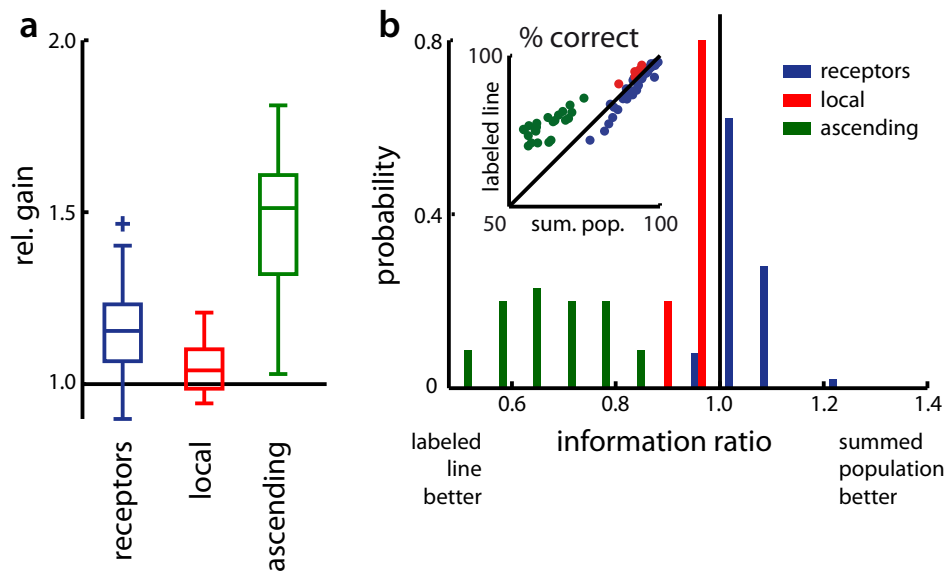 a
2.0
1.5
1.0
rel. gain
receptors
local
ascending
b
0.8
0.4
0
probability
% correct
100
labeled line
50
sum. pop.
100
receptors
local
ascending
0.6
0.8
1.0
1.2
1.4
labeled
line
better
information ratio
summed
population
better